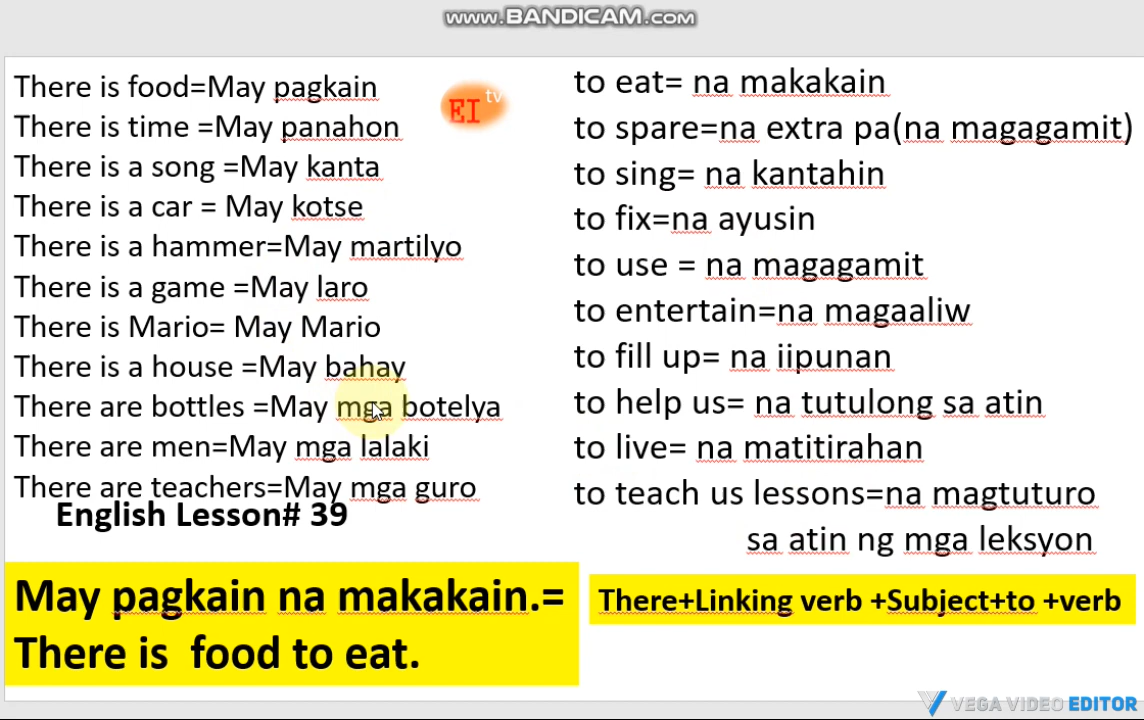 www.BANDICAM.com
There is food=May pagkain
There is time =May panahon
There is a song =May kanta
There is a car = May kotse
There is a hammer=May martilyo
There is a game =May laro
There is Mario= May Mario
There is a house =May bahay
There are bottles =May mga botelya
There are men=May mga lalaki
There are teachers=May mga guro
English Lesson# 39
EI tv
to eat= na makakain
to spare=na extra pa(na magagamit)
to sing= na kantahin
to fix=na ayusin
to use = na magagamit
to entertain=na magaaliw
to fill up= na iipunan
to help us= na tutulong sa atin
to live= na matitirahan
to teach us lessons=na magtuturo
sa atin ng mga leksyon
May pagkain na makakain.=
There is  food to eat.
There+Linking verb +Subject+to +verb
VEGA VIDEO EDITOR